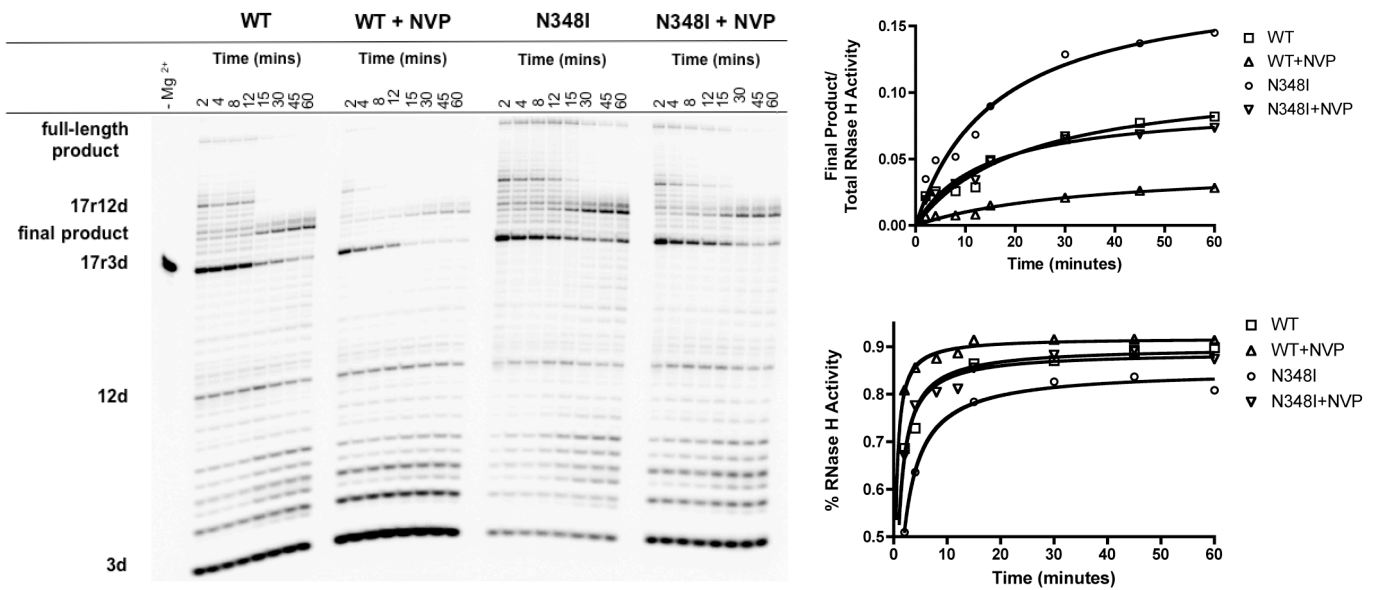 WT WT + NVP N348I N348I + NVP
Time (mins) Time (mins) Time (mins) Time (mins)
- Mg 2+
2 4 8 12 15 30 45 60 2 4 8 12 15 30 45 60 2 4 8 12 15 30 45 60 2 4 8 12 15 30 45 60
full-length
product
17r12d
final product
17r3d
12d
3d
Final Product/
Total RNase H Activity
0.15
0.10
0.05
0.00
0 10 20 30 40 50 60
Time (minutes)
WT
WT+NVP
N348I
N348I+NVP
% RNase H Activity
0.9
0.8
0.7
0.6
0.5
0 10 20 30 40 50 60
Time (minutes)
WT
WT+NVP
N348I
N348I+NVP